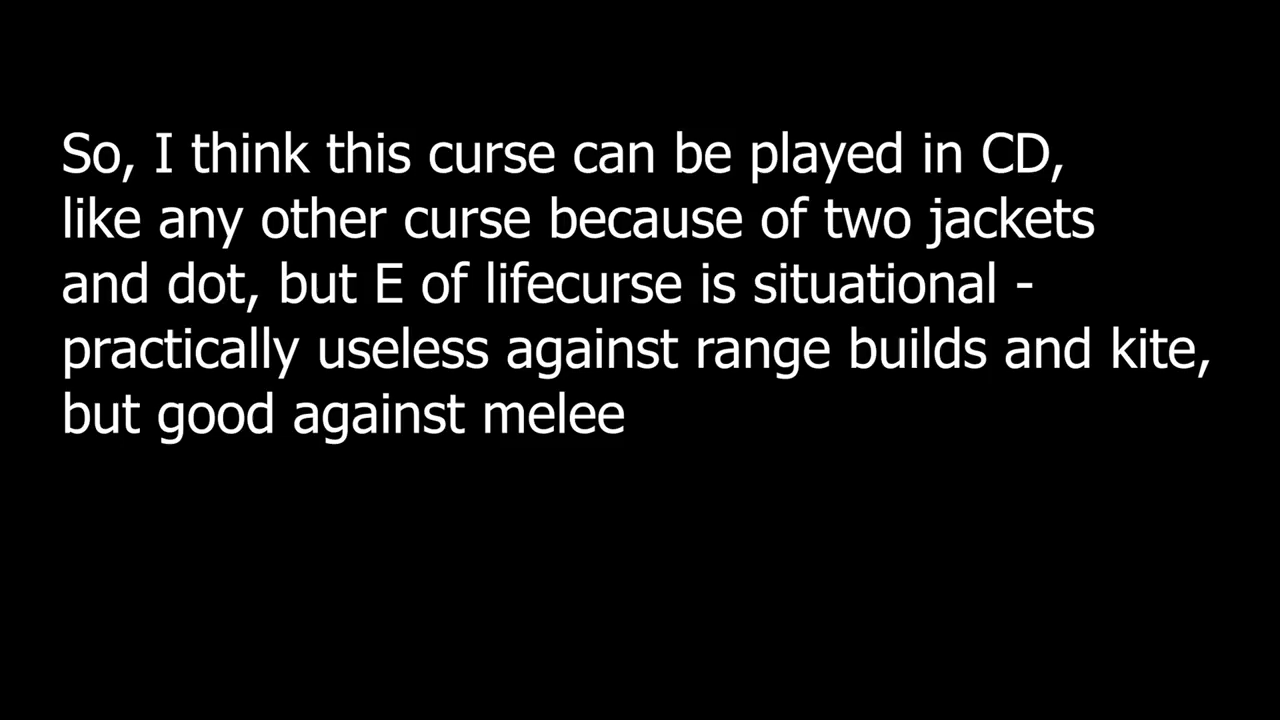 So, I think this curse can be played in CD,
like any other curse because of two jackets
and dot, but E of lifecurse is situational -
practically useless against range builds and kite,
but good against melee